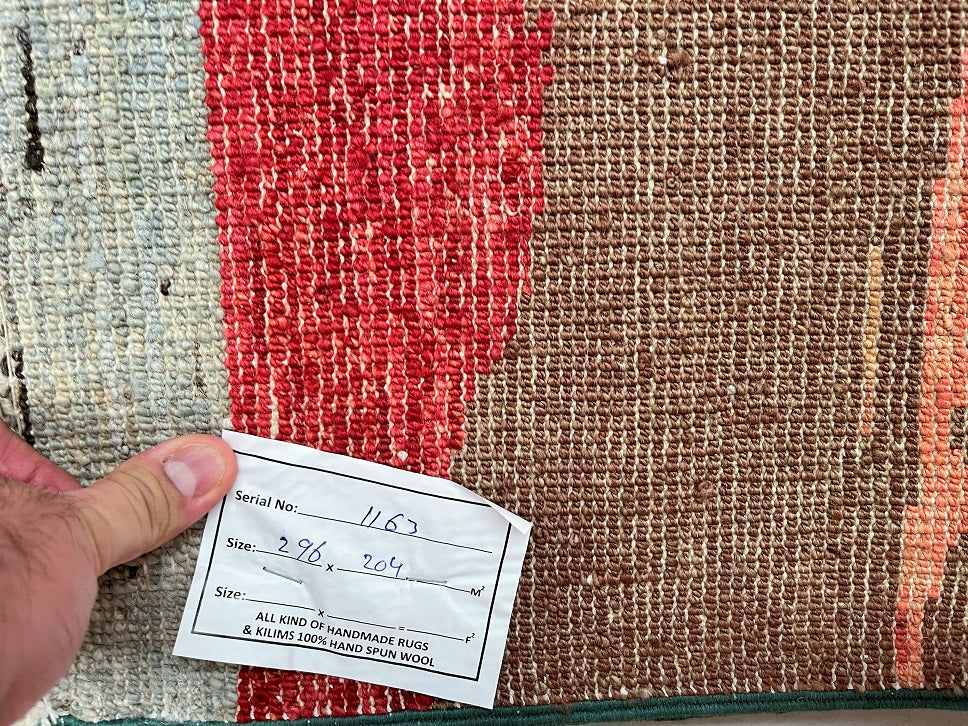 Serial No: 1163
Size: 296 x 204 M²
Size: x = F²
ALL KIND OF HANDMADE RUGS
& KILIMS 100% HAND SPUN WOOL